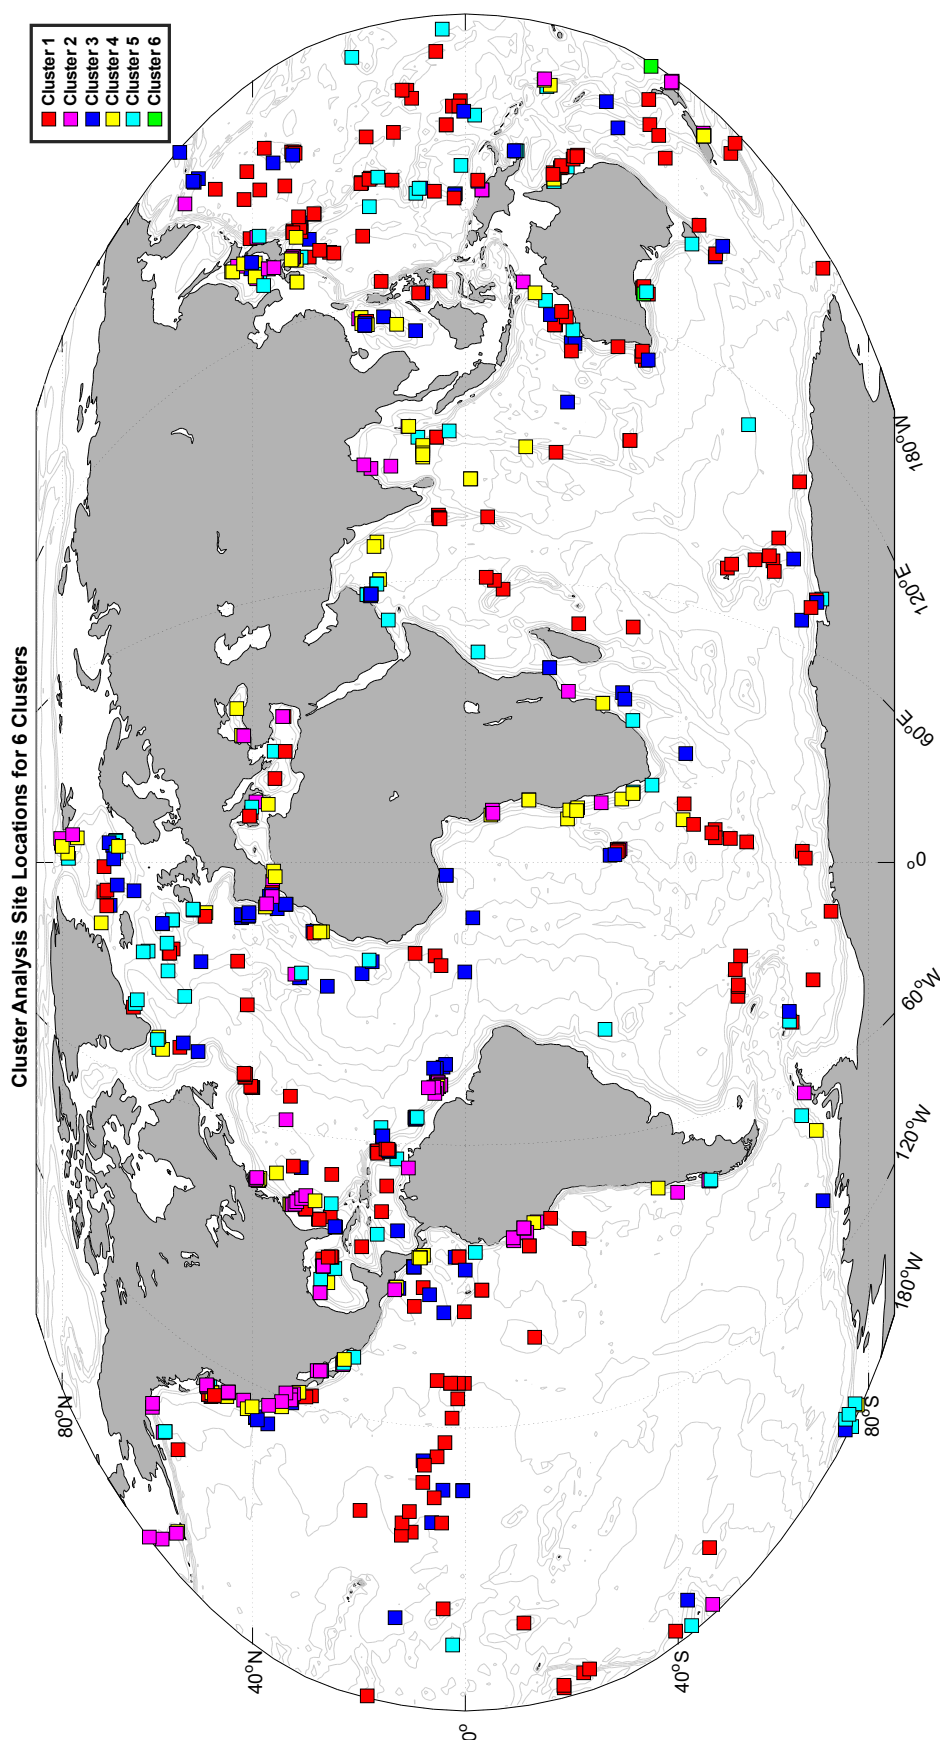 Cluster Analysis Site Locations for 6 Clusters
Cluster 1
Cluster 2
Cluster 3
Cluster 4
Cluster 5
Cluster 6
80°N
40°N
0°
40°S
80°S
180°W
120°W
60°W
0°
60°E
120°E
180°W